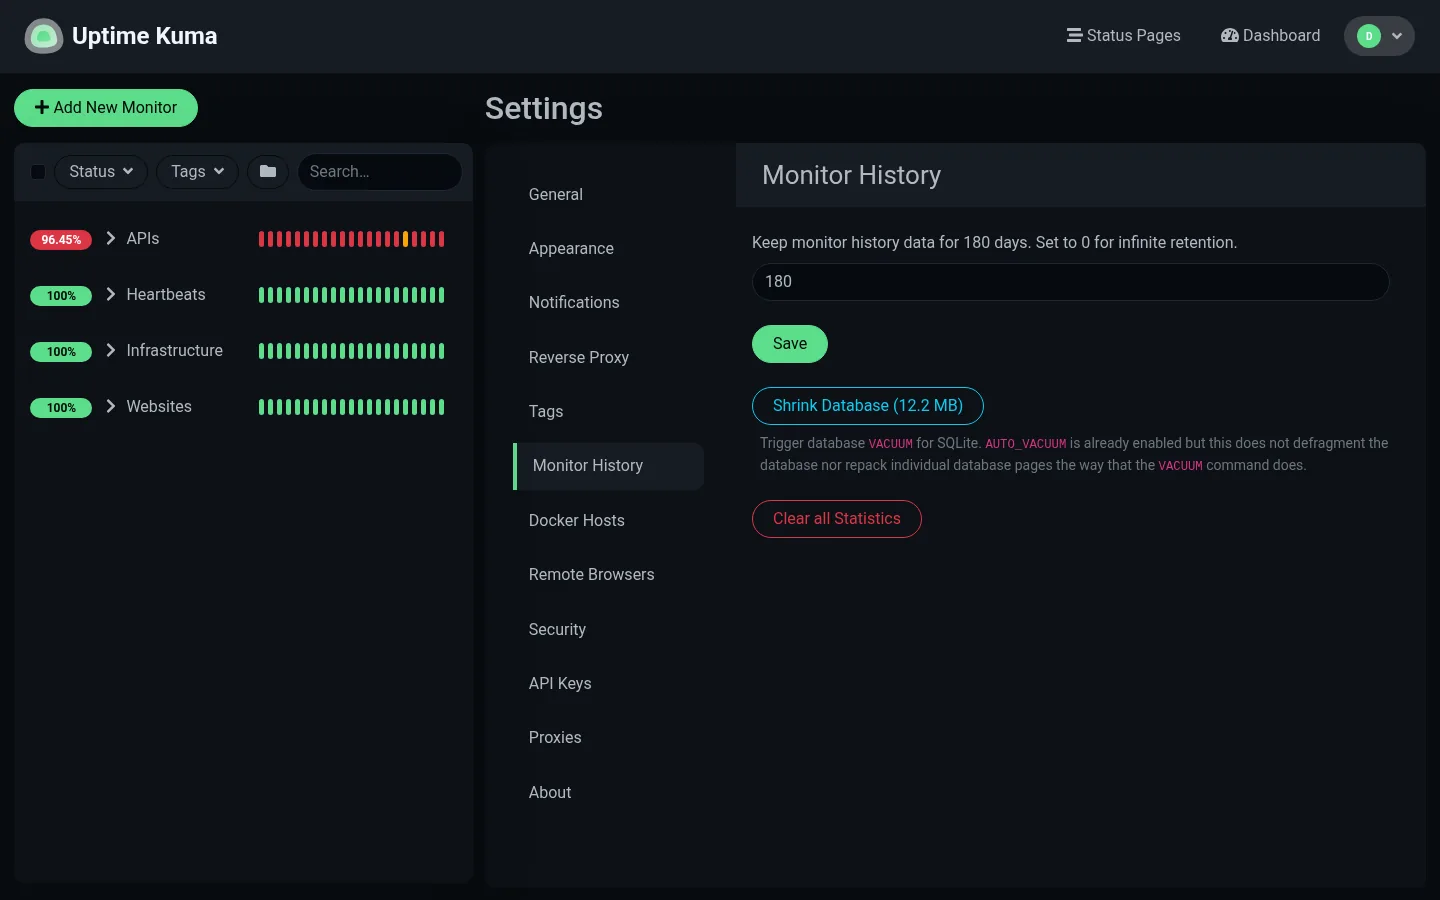 Uptime Kuma
Status Pages
Dashboard
D
Add New Monitor
Settings
Status
Tags
Search...
96.45%
APIs
100%
Heartbeats
100%
Infrastructure
100%
Websites
General
Appearance
Notifications
Reverse Proxy
Tags
Monitor History
Docker Hosts
Remote Browsers
Security
API Keys
Proxies
About
Monitor History
Keep monitor history data for 180 days. Set to 0 for infinite retention.
180
Save
Shrink Database (12.2 MB)
Trigger database VACUUM for SQLite. AUTO_VACUUM is already enabled but this does not defragment the
database nor repack individual database pages the way that the VACUUM command does.
Clear all Statistics